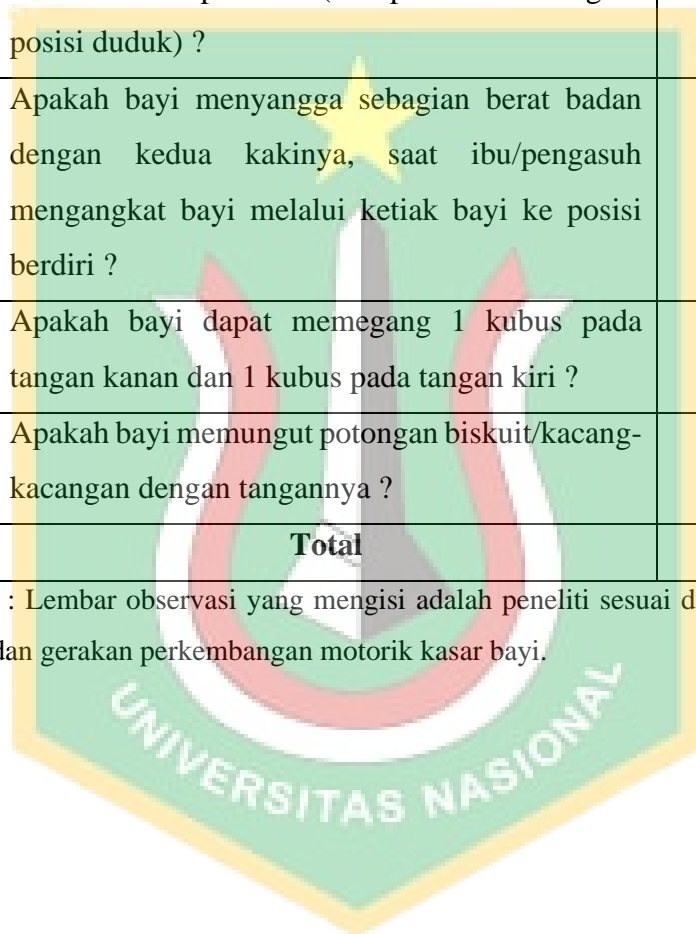 posisi duduk) ?
Apakah bayi menyangga sebagian berat badan
dengan kedua kakinya, saat ibu/pengasuh
mengangkat bayi melalui ketiak bayi ke posisi
berdiri ?
Apakah bayi dapat memegang 1 kubus pada
tangan kanan dan 1 kubus pada tangan kiri ?
Apakah bayi memungut potongan biskuit/kacang-
kacangan dengan tangannya ?
Total
: Lembar observasi yang mengisi adalah peneliti sesuai d
dan gerakan perkembangan motorik kasar bayi.
UNIVERSITAS NASIONAL